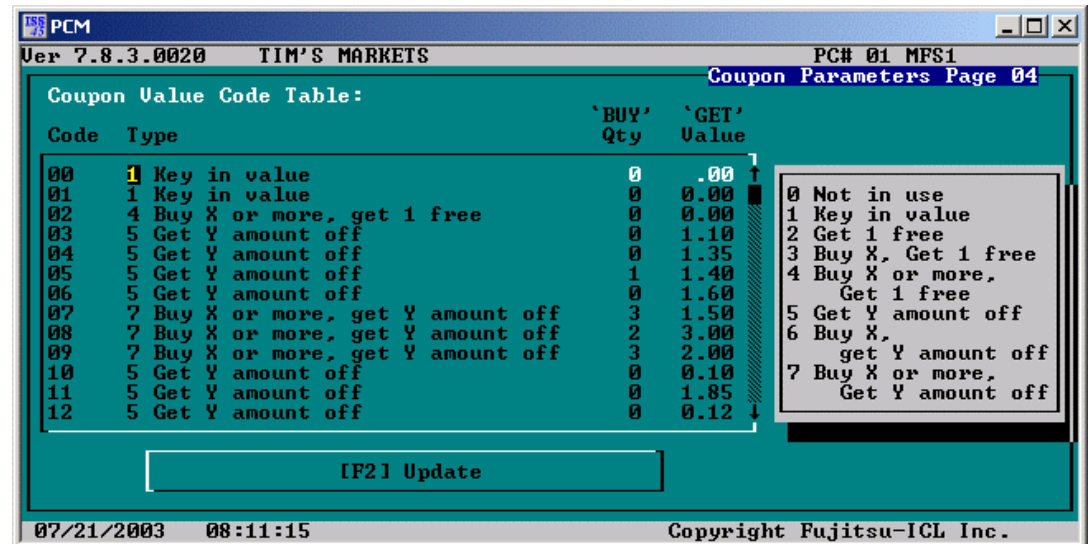 ISS 45 PCM
Ver 7.8.3.0020 TIM'S MARKETS PC# 01 MFS1
Coupon Parameters Page 04
Coupon Value Code Table:
`BUY' `GET'
Code Type Qty Value
00 1 Key in value 0 .00
01 1 Key in value 0 0.00
02 4 Buy X or more, get 1 free 0 0.00
03 5 Get Y amount off 0 1.10
04 5 Get Y amount off 0 1.35
05 5 Get Y amount off 1 1.40
06 5 Get Y amount off 0 1.60
07 7 Buy X or more, get Y amount off 3 1.50
08 7 Buy X or more, get Y amount off 2 3.00
09 7 Buy X or more, get Y amount off 3 2.00
10 5 Get Y amount off 0 0.10
11 5 Get Y amount off 0 1.85
12 5 Get Y amount off 0 0.12
0 Not in use
1 Key in value
2 Get 1 free
3 Buy X, Get 1 free
4 Buy X or more,
Get 1 free
5 Get Y amount off
6 Buy X,
get Y amount off
7 Buy X or more,
Get Y amount off
[F2] Update
07/21/2003 08:11:15 Copyright Fujitsu-ICL Inc.